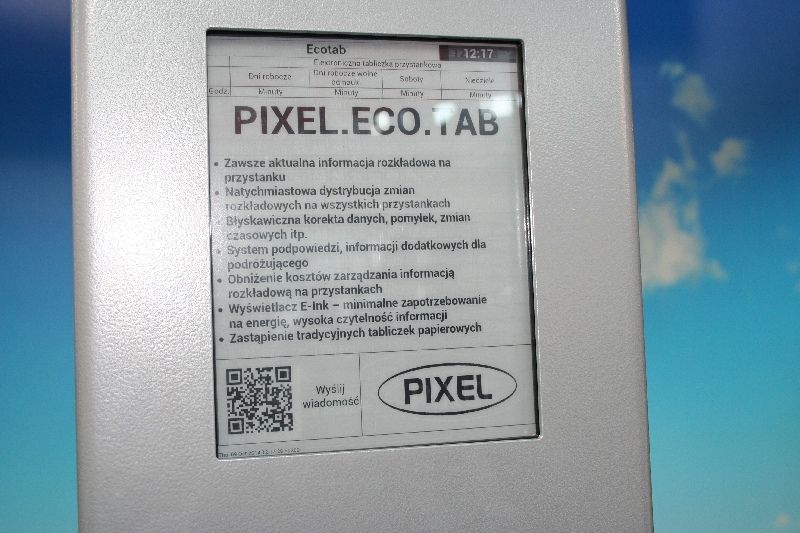 Ecotab
12:17
Elektroniczna tabliczka przystankowa
Godz. Dni robocze Dni robocze wolne od nauki Soboty Niedziele
Minuty Minuty Minuty Minuty
PIXEL.ECO.TAB
• Zawsze aktualna informacja rozkładowa na
przystanku
• Natychmiastowa dystrybucja zmian
rozkładowych na wszystkich przystankach
• Błyskawiczna korekta danych, pomyłek, zmian
czasowych itp.
• System podpowiedzi, informacji dodatkowych dla
podróżującego
• Obniżenie kosztów zarządzania informacją
rozkładową na przystankach
• Wyświetlacz E-Ink – minimalne zapotrzebowanie
na energię, wysoka czytelność informacji
• Zastąpienie tradycyjnych tabliczek papierowych
Wyślij
wiadomość
PIXEL